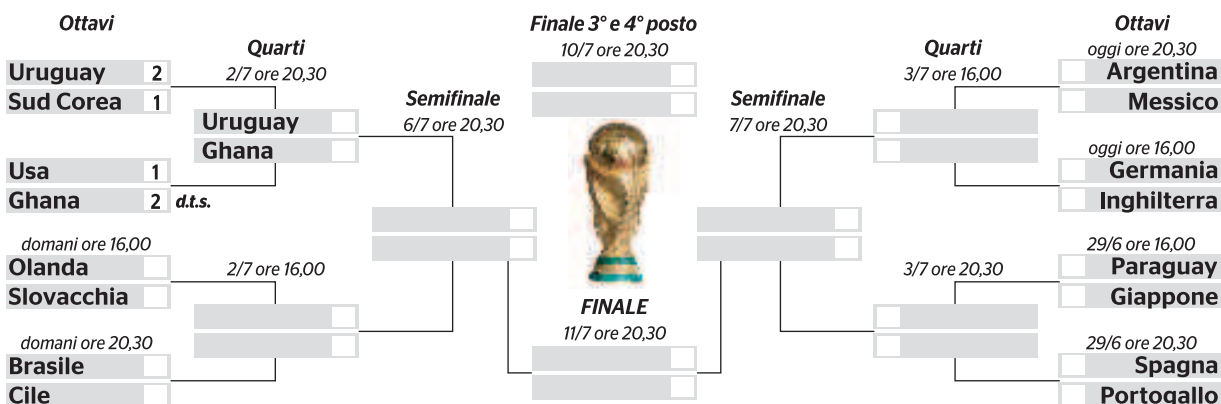 Ottavi
Uruguay 2
Sud Corea 1
Usa 1
Ghana 2 d.t.s.
domani ore 16,00
Olanda
Slovacchia
domani ore 20,30
Brasile
Cile
Quarti
2/7 ore 20,30
Uruguay
Ghana
2/7 ore 16,00
Semifinale
6/7 ore 20,30
Finale 3° e 4° posto
10/7 ore 20,30
FINALE
11/7 ore 20,30
Semifinale
7/7 ore 20,30
Quarti
3/7 ore 16,00
3/7 ore 20,30
Ottavi
oggi ore 20,30
Argentina
Messico
oggi ore 16,00
Germania
Inghilterra
29/6 ore 16,00
Paraguay
Giappone
29/6 ore 20,30
Spagna
Portogallo